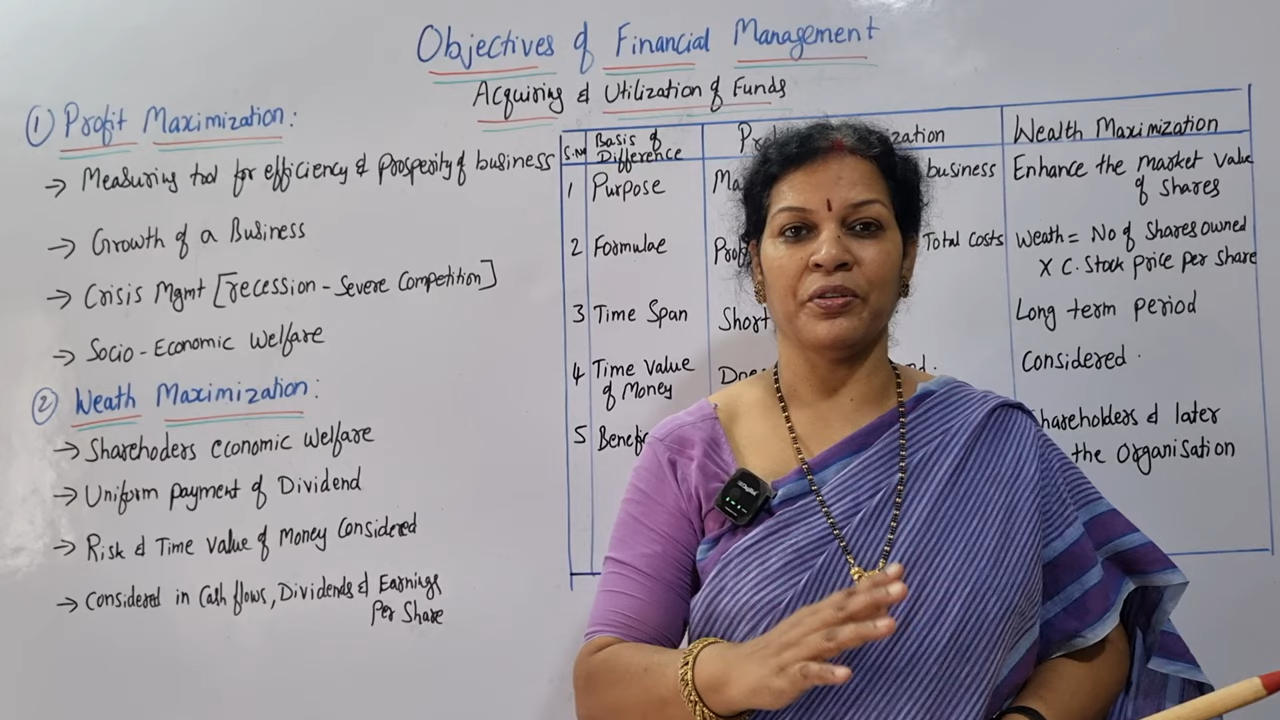 Objectives of Financial Management
Acquiring & Utilization of Funds
① Profit Maximization:
→ Measuring tool for efficiency & Prosperity of business
→ Growth of a Business
→ Crisis Mgmt [recession - Severe Competition]
→ Socio-Economic Welfare
② Weath Maximization:
→ Sharehoders economic Welfare
→ Uniform payment of Dividend
→ Risk & Time value of Money Considered
→ Considered in Cash flows, Dividends & Earnings
Per Share
S.No Basis of Difference Wealth Maximization
1 Purpose business Enhance the market value
of shares
2 Formulae Total Costs Weath = No of Shares owned
X C. Stock price per share
3 Time Span Short Long term period
4 Time Value
of Money Considered.
5 Shareholders & later
the Organisation